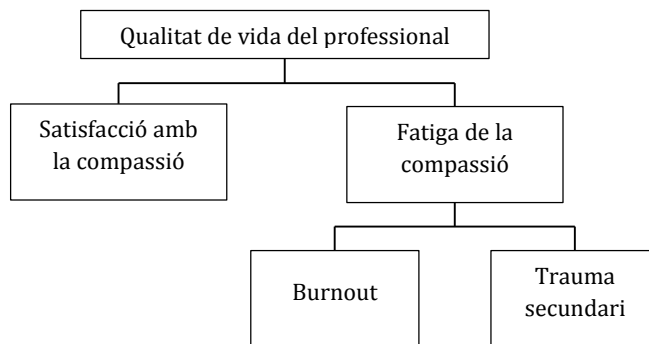 Qualitat de vida del professional
Satisfacció amb
la compassió
Fatiga de la
compassió
Burnout
Trauma
secundari